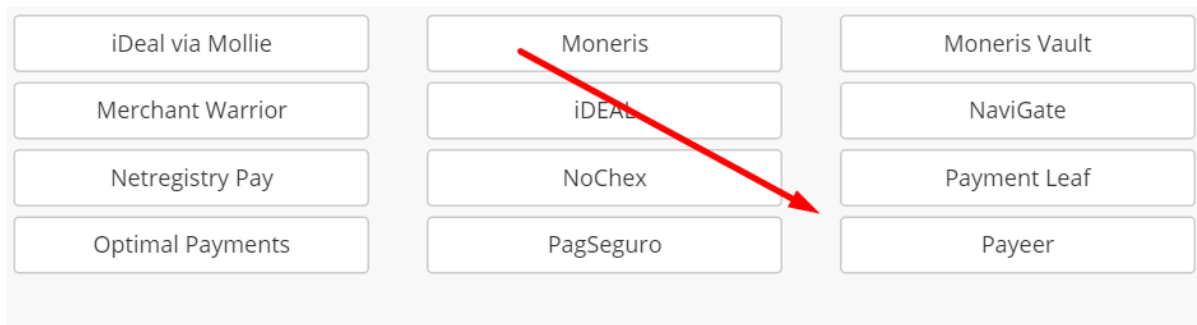 iDeal via Mollie
Moneris
Moneris Vault
Merchant Warrior
iDEAL
NaviGate
Netregistry Pay
NoChex
Payment Leaf
Optimal Payments
PagSeguro
Payeer